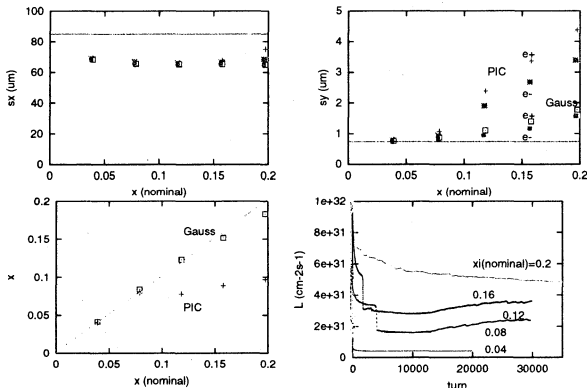 100
80
60
40
20
0
sx (um)
0 0.05 0.1 0.15 0.2
x (nominal)
5
4
3
2
1
0
sy (um)
PIC
Gauss
e-
e-
e-
e-
0 0.05 0.1 0.15 0.2
x (nominal)
0.2
0.15
0.1
0.05
0
x
Gauss
PIC
0 0.05 0.1 0.15 0.2
x (nominal)
1e+32
8e+31
6e+31
4e+31
2e+31
0
L (cm-2s-1)
xi(nominal)=0.2
0.16
0.12
0.08
0.04
0 10000 20000 30000
turn